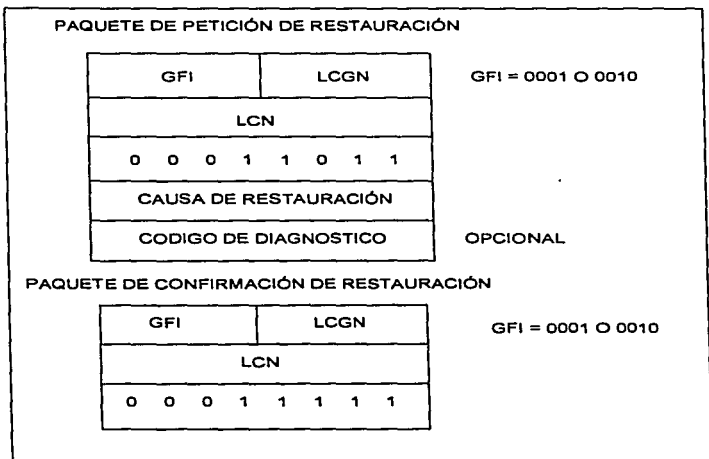 PAQUETE DE PETICIÓN DE RESTAURACIÓN
GFI LCGN GFI = 0001 O 0010
LCN
0 0 0 1 1 0 1 1
CAUSA DE RESTAURACIÓN
CODIGO DE DIAGNOSTICO OPCIONAL
PAQUETE DE CONFIRMACIÓN DE RESTAURACIÓN
GFI LCGN GFI = 0001 O 0010
LCN
0 0 0 1 1 1 1 1